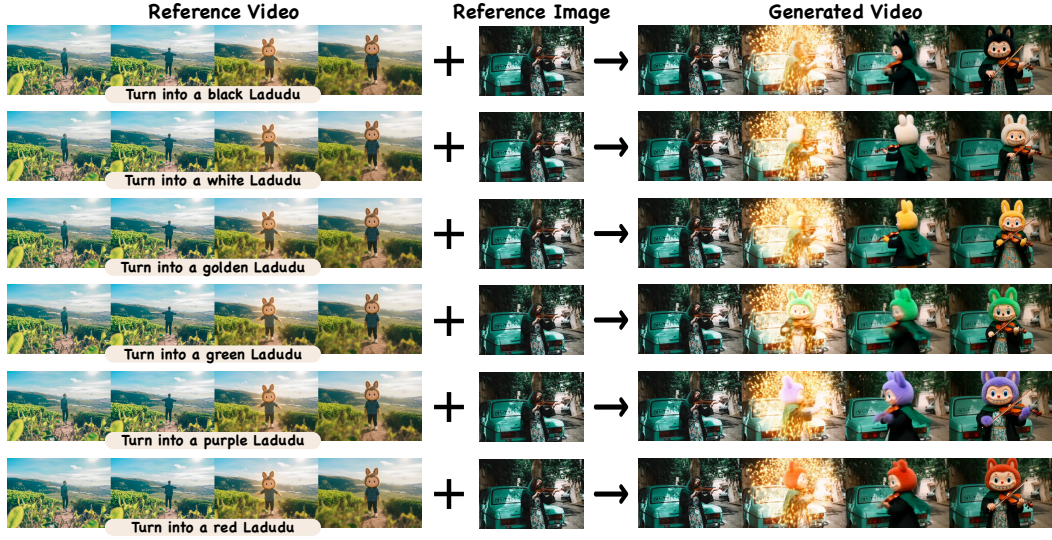 Reference Video
Reference Image
Generated Video
Turn into a black Ladudu
Turn into a white Ladudu
Turn into a golden Ladudu
Turn into a green Ladudu
Turn into a purple Ladudu
Turn into a red Ladudu